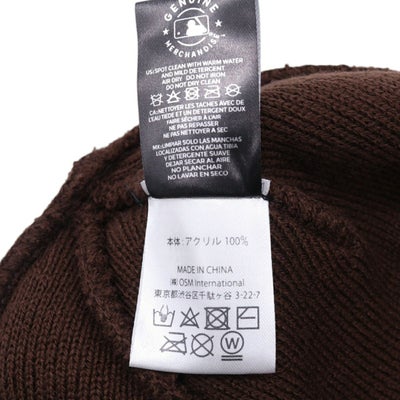 GENUINE
MERCHANDISE
US:SPOT CLEAN WITH WARM WATER
AND MILD DETERGENT
AIR DRY DO NOT IRON
DO NOT DRY CLEAN
CA:NETTOYER LES TACHES AVEC DE
L'EAU TIÈDE ET UN DÉTERGENT DOUX
FAIRE SÉCHER À L'AIR
NE PAS REPASSER
NE PAS NETTOYER À SEC
MX:LIMPIAR SOLO LAS MANCHAS
LOCALIZADAS CON AGUA TIBIA
Y DETERGENTE SUAVE
DEJAR SECAR AL AIRE
NO PLANCHAR
NO LAVAR EN SECO
本体:アクリル 100%
MADE IN CHINA
㈱ OSM International
東京都渋谷区千駄ヶ谷 3-22-7
W